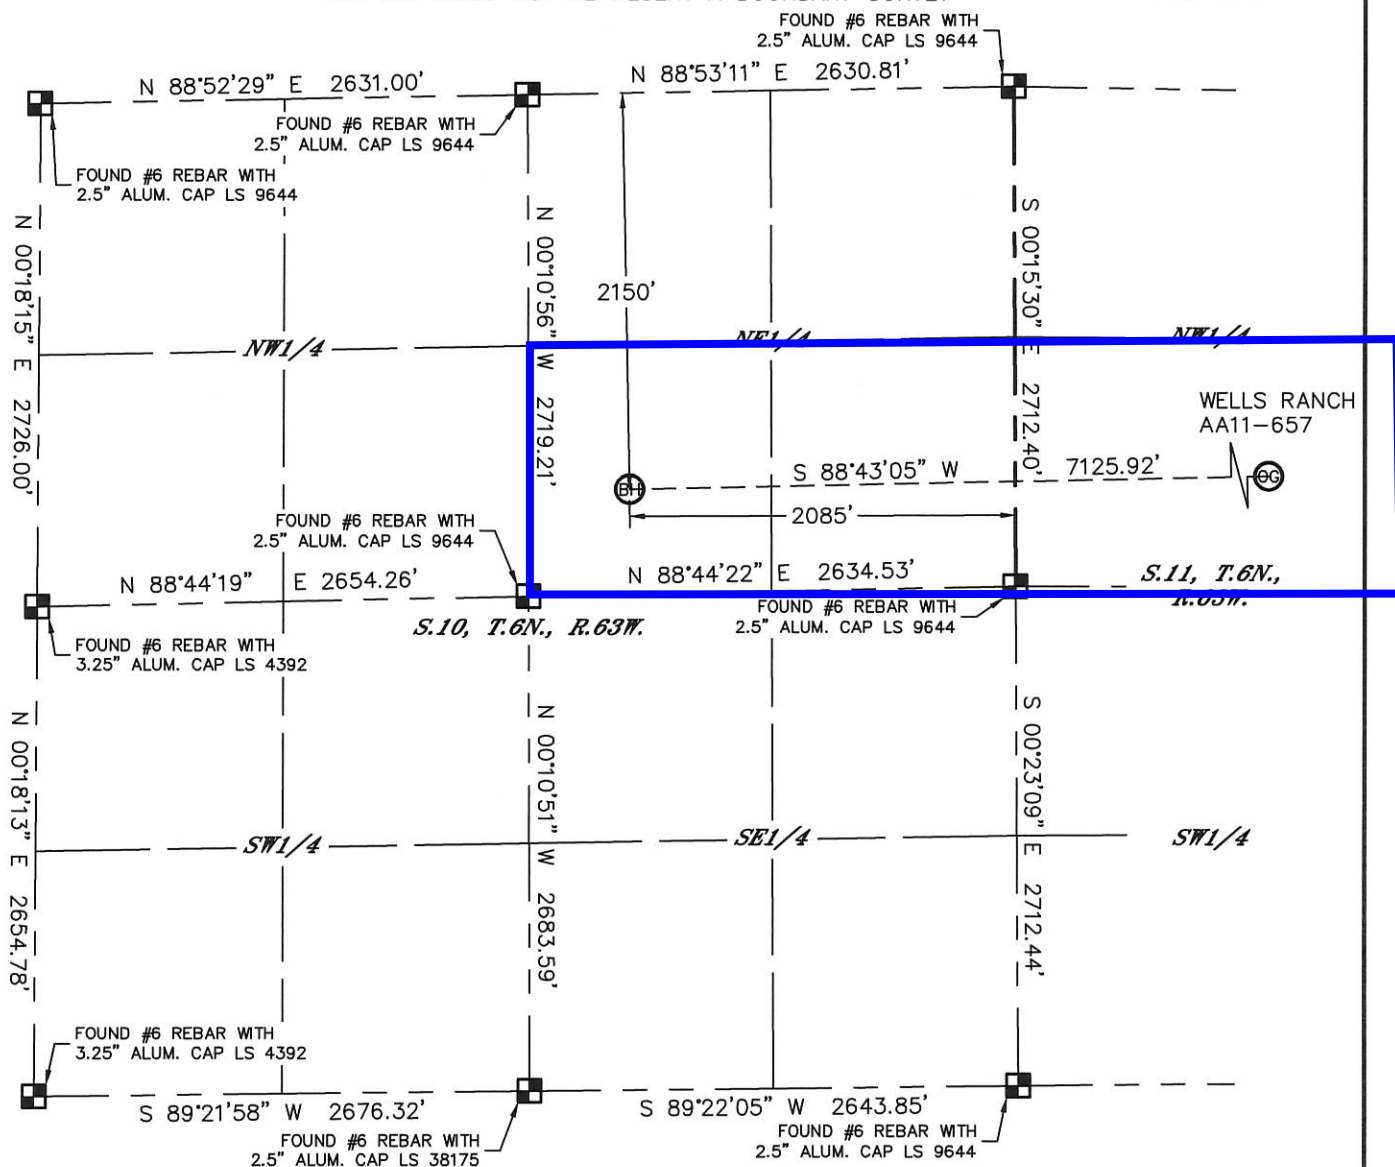 FOUND #6 REBAR WITH
2.5" ALUM. CAP LS 9644
N 88°52'29" E 2631.00'
N 88°53'11" E 2630.81'
FOUND #6 REBAR WITH
2.5" ALUM. CAP LS 9644
FOUND #6 REBAR WITH
2.5" ALUM. CAP LS 9644
N 00°18'15" E 2726.00'
N 00°10'56" W 2719.21'
S 00°15'30" E 2712.40'
2150'
NW1/4
NE1/4
NW1/4
WELLS RANCH
AA11-657
S 88°43'05" W 7125.92'
BH
OG
2085'
FOUND #6 REBAR WITH
2.5" ALUM. CAP LS 9644
N 88°44'19" E 2654.26'
N 88°44'22" E 2634.53'
S.11, T.6N.,
R.63W.
FOUND #6 REBAR WITH
2.5" ALUM. CAP LS 9644
S.10, T.6N., R.63W.
FOUND #6 REBAR WITH
3.25" ALUM. CAP LS 4392
N 00°18'13" E 2654.78'
N 00°10'51" W 2683.59'
S 00°23'09" E 2712.44'
SW1/4
SE1/4
SW1/4
FOUND #6 REBAR WITH
3.25" ALUM. CAP LS 4392
S 89°21'58" W 2676.32'
S 89°22'05" W 2643.85'
FOUND #6 REBAR WITH
2.5" ALUM. CAP LS 38175
FOUND #6 REBAR WITH
2.5" ALUM. CAP LS 9644